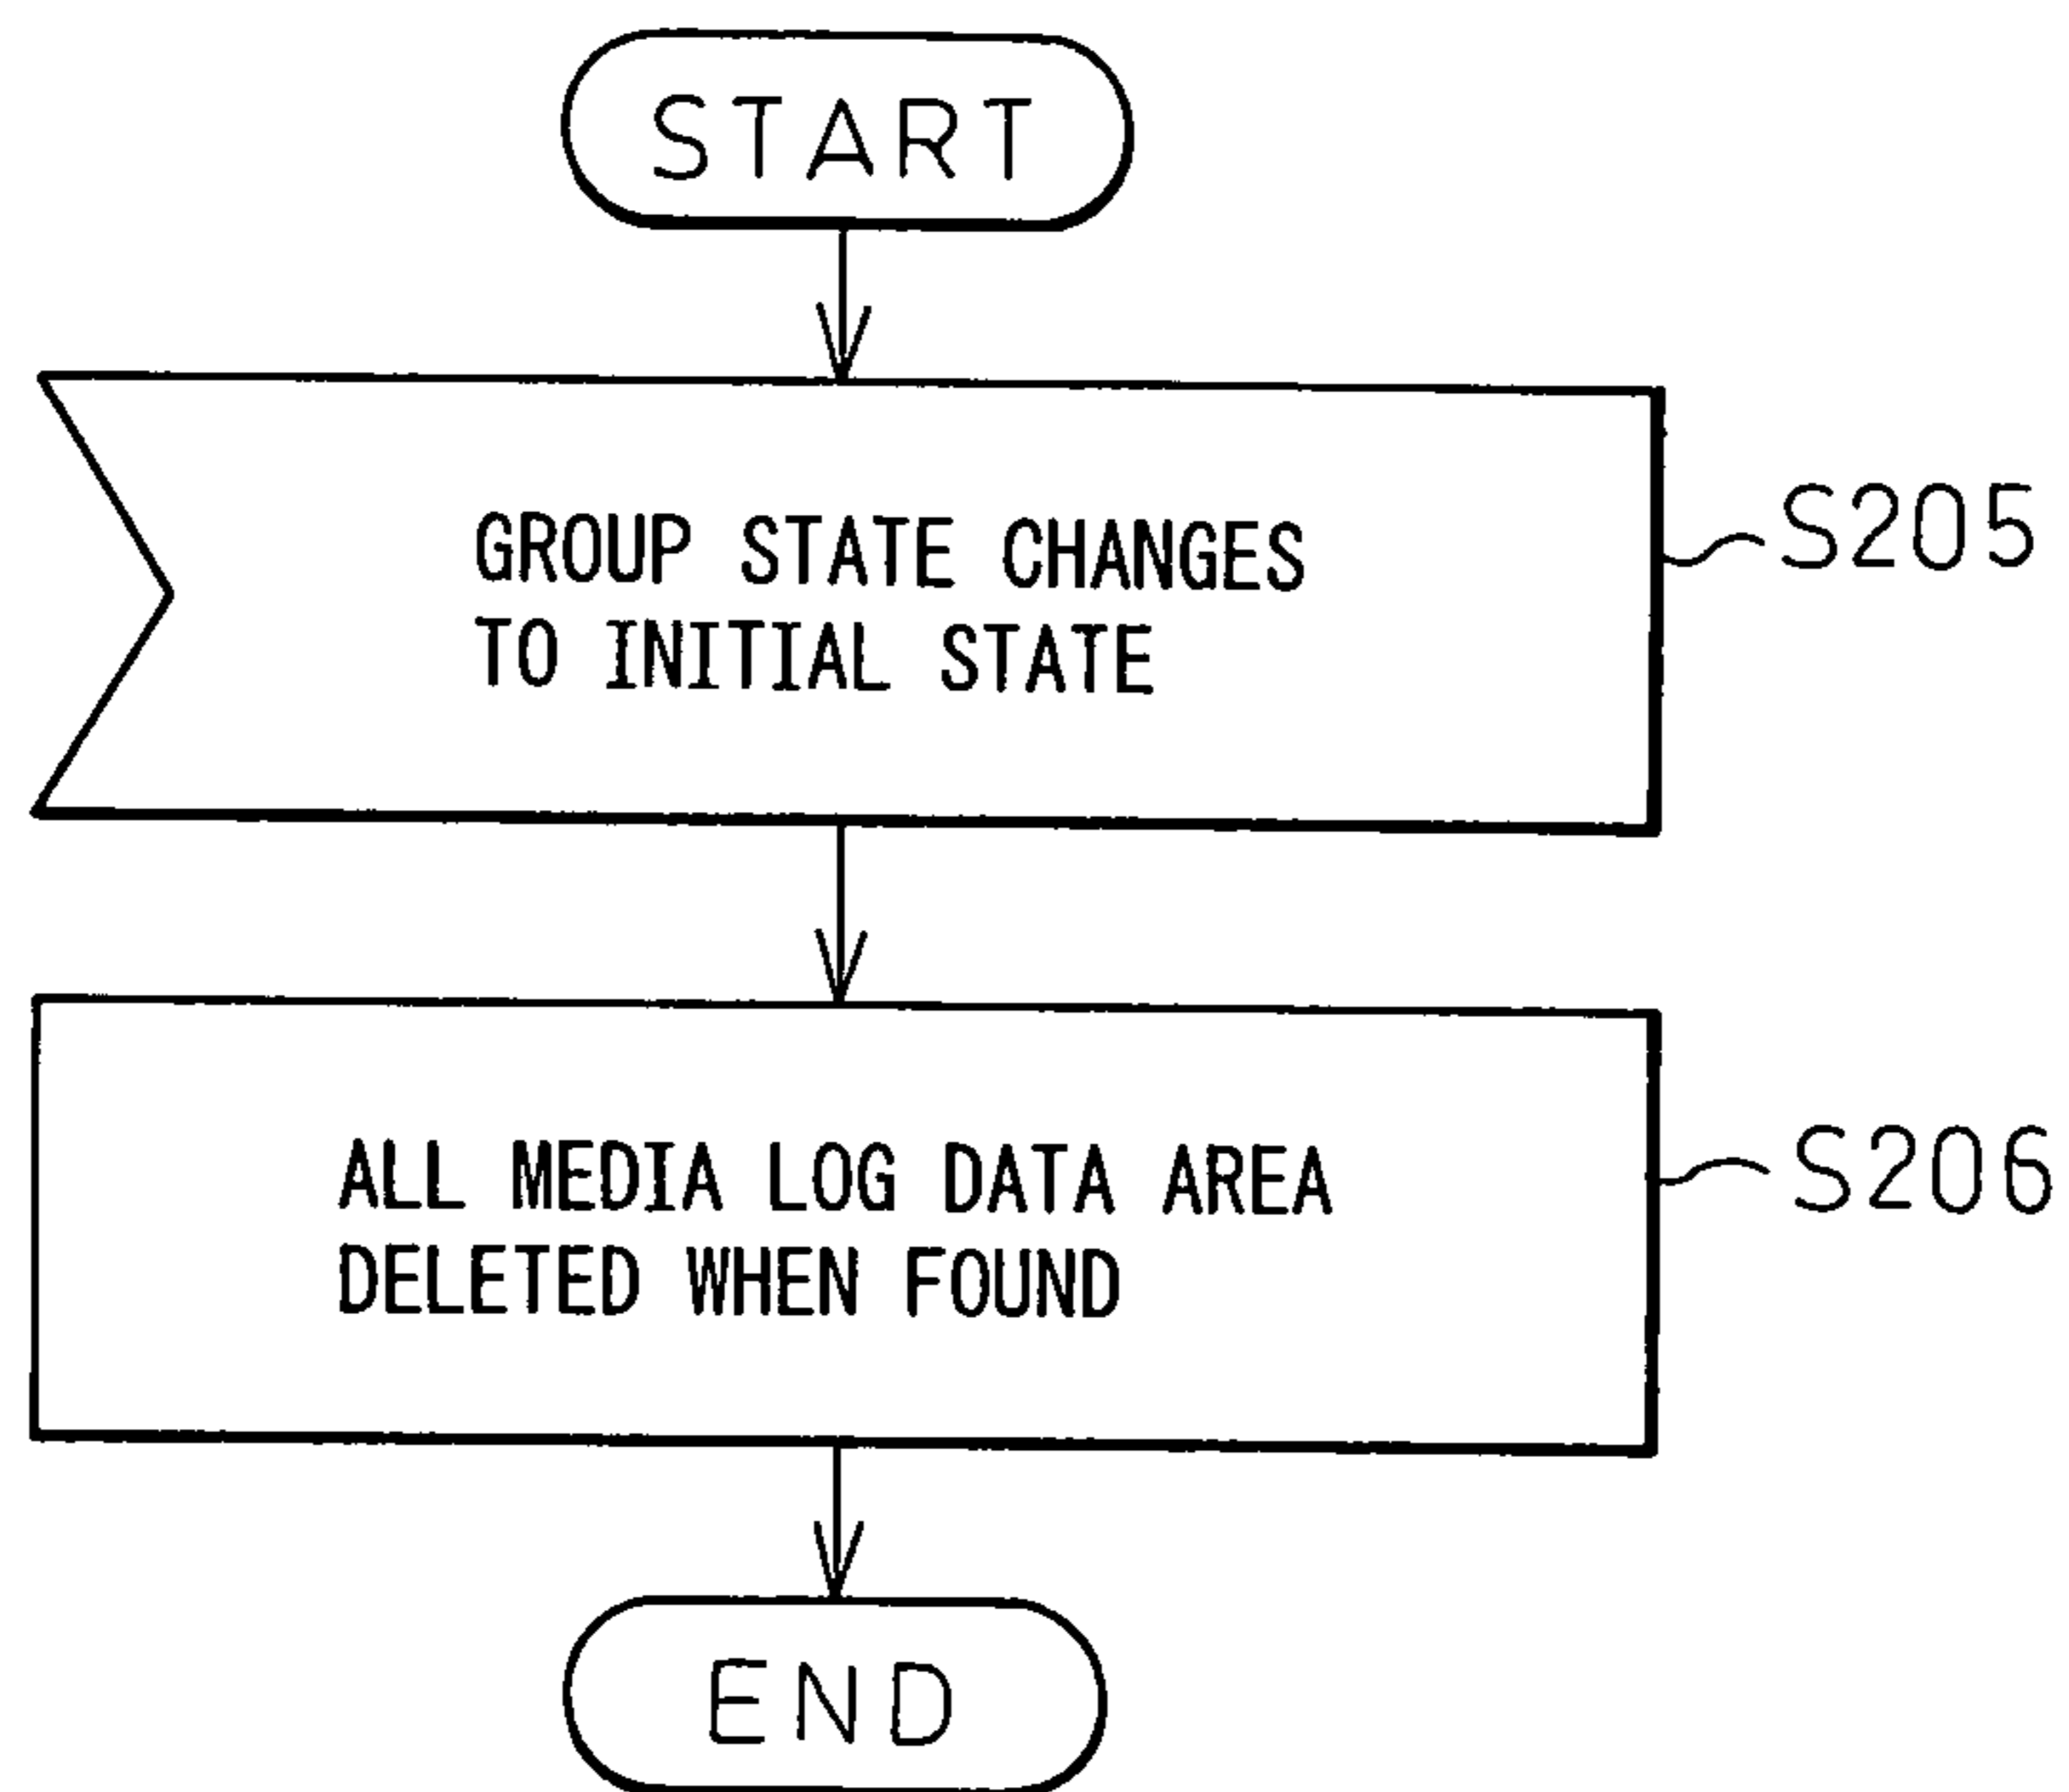 START
GROUP STATE CHANGES
TO INITIAL STATE
S205
ALL MEDIA LOG DATA AREA
DELETED WHEN FOUND
S206
END